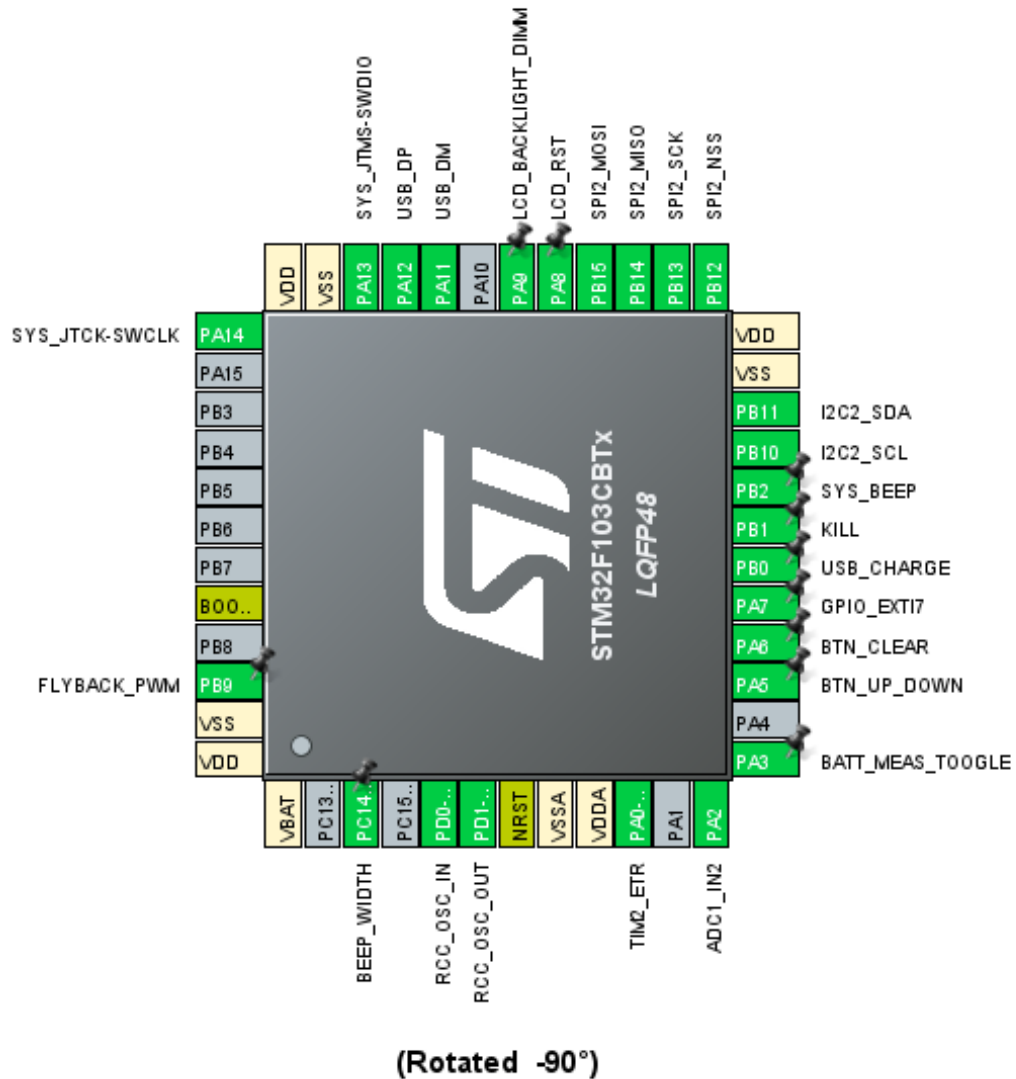 SYS_JTMS-SWDIO
USB_DP
USB_DM
LCD_BACKLIGHT_DIMM
LCD_RST
SPI2_MOSI
SPI2_MISO
SPI2_SCK
SPI2_NSS
VDD
VSS
PA13
PA12
PA11
PA10
PA9
PA8
PB15
PB14
PB13
PB12
SYS_JTCK-SWCLK PA14
PA15
PB3
PB4
PB5
PB6
PB7
BOO..
PB8
FLYBACK_PWM PB9
VSS
VDD
STM32F103CBTx
LQFP48
VDD
VSS
PB11 I2C2_SDA
PB10 I2C2_SCL
PB2 SYS_BEEP
PB1 KILL
PB0 USB_CHARGE
PA7 GPIO_EXTI7
PA6 BTN_CLEAR
PA5 BTN_UP_DOWN
PA4
PA3 BATT_MEAS_TOOGLE
VBAT
PC13..
PC14..
PC15..
PD0-..
PD1-..
NRST
VSSA
VDDA
PA0-..
PA1
PA2
BEEP_WIDTH
RCC_OSC_IN
RCC_OSC_OUT
TIM2_ETR
ADC1_IN2
(Rotated -90°)